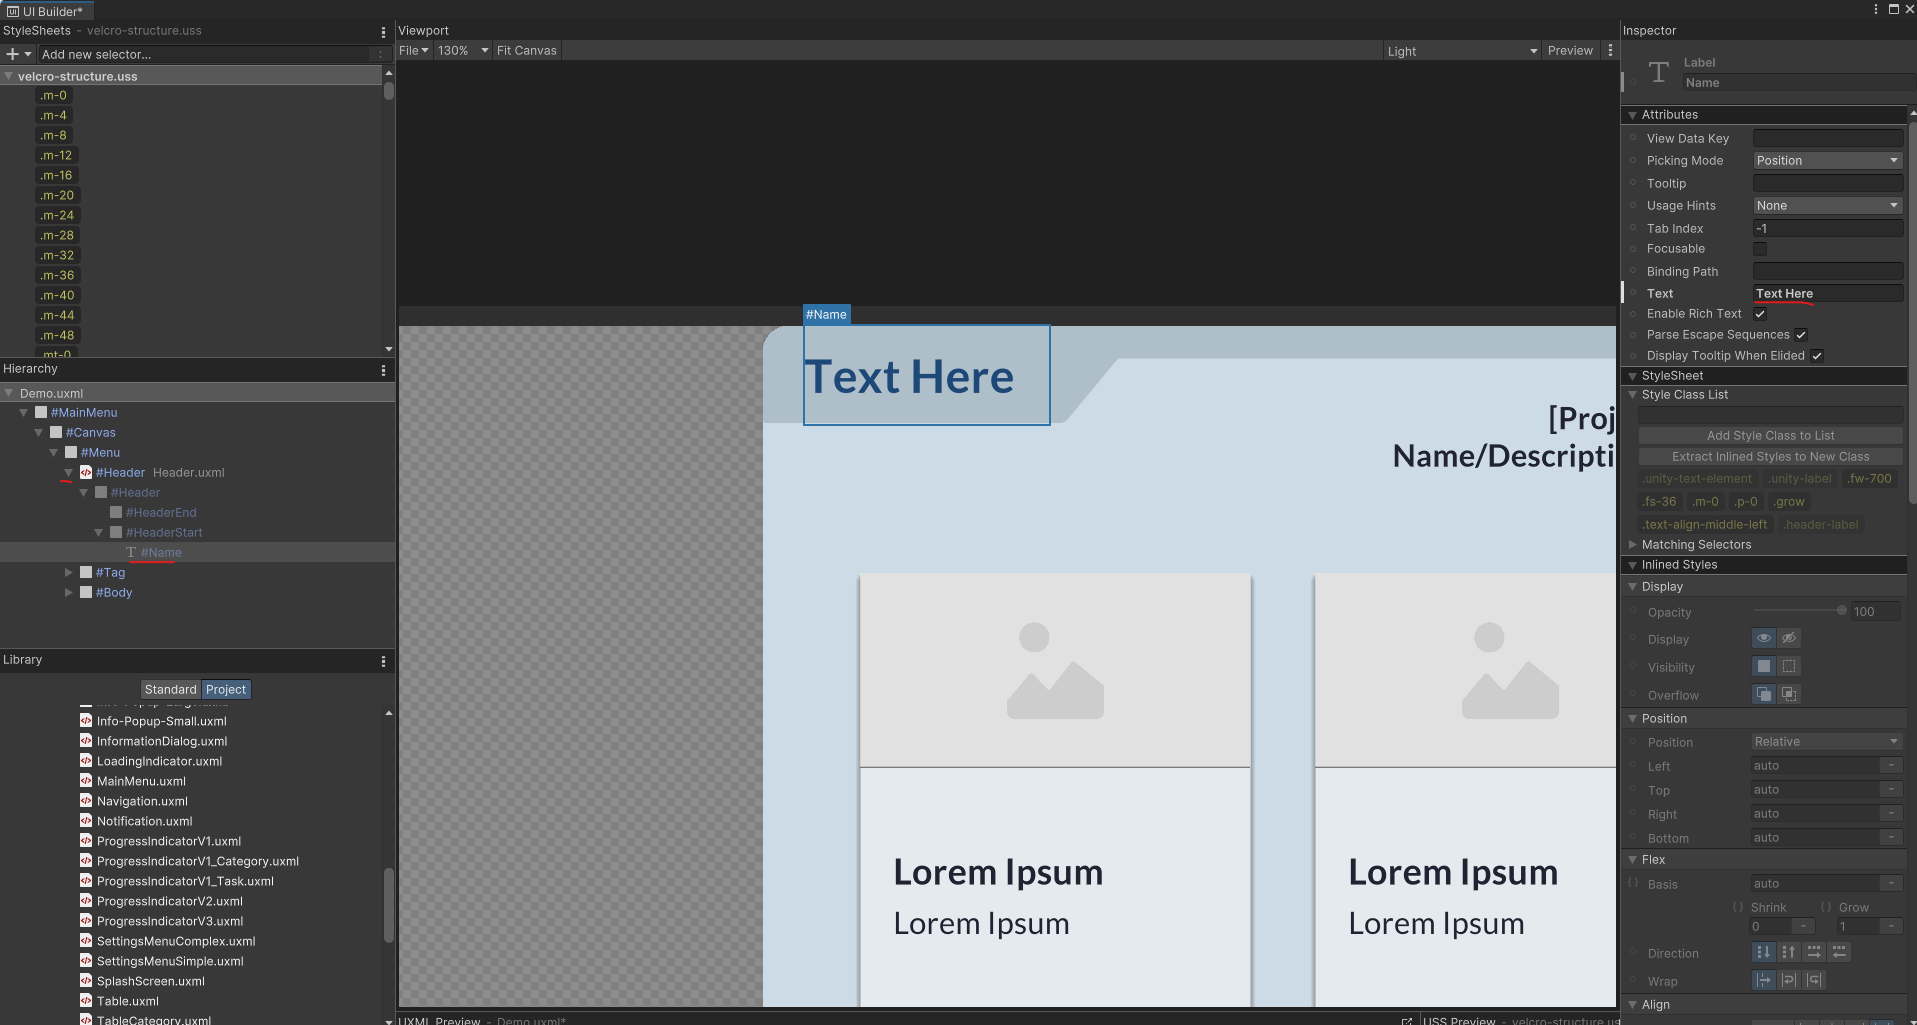 UI Builder*
StyleSheets - velcro-structure.uss
Add new selector...
velcro-structure.uss
.m-0
.m-4
.m-8
.m-12
.m-16
.m-20
.m-24
.m-28
.m-32
.m-36
.m-40
.m-44
.m-48
.mt-0
Hierarchy
Demo.uxml
#MainMenu
#Canvas
#Menu
#Header Header.uxml
#Header
#HeaderEnd
#HeaderStart
#Name
#Tag
#Body
Library
Standard Project
Info-Popup-Small.uxml
InformationDialog.uxml
LoadingIndicator.uxml
MainMenu.uxml
Navigation.uxml
Notification.uxml
ProgressIndicatorV1.uxml
ProgressIndicatorV1_Category.uxml
ProgressIndicatorV1_Task.uxml
ProgressIndicatorV2.uxml
ProgressIndicatorV3.uxml
SettingsMenuComplex.uxml
SettingsMenuSimple.uxml
SplashScreen.uxml
Table.uxml
TableCategory.uxml
Viewport
File 130% Fit Canvas Light Preview
#Name
Text Here
[Proj
Name/Descripti
Lorem Ipsum
Lorem Ipsum
Lorem Ipsum
Lorem Ipsum
UXML Preview - Demo.uxml*
USS Preview - velcro-structure.us
Inspector
Label
Name
Attributes
View Data Key
Picking Mode Position
Tooltip
Usage Hints None
Tab Index -1
Focusable
Binding Path
Text Text Here
Enable Rich Text
Parse Escape Sequences
Display Tooltip When Elided
StyleSheet
Style Class List
Add Style Class to List
Extract Inlined Styles to New Class
.unity-text-element .unity-label .fw-700
.fs-36 .m-0 .p-0 .grow
.text-align-middle-left .header-label
Matching Selectors
Inlined Styles
Display
Opacity 100
Display
Visibility
Overflow
Position
Position Relative
Left auto
Top auto
Right auto
Bottom auto
Flex
Basis auto
Shrink Grow
0 1
Direction
Wrap
Align